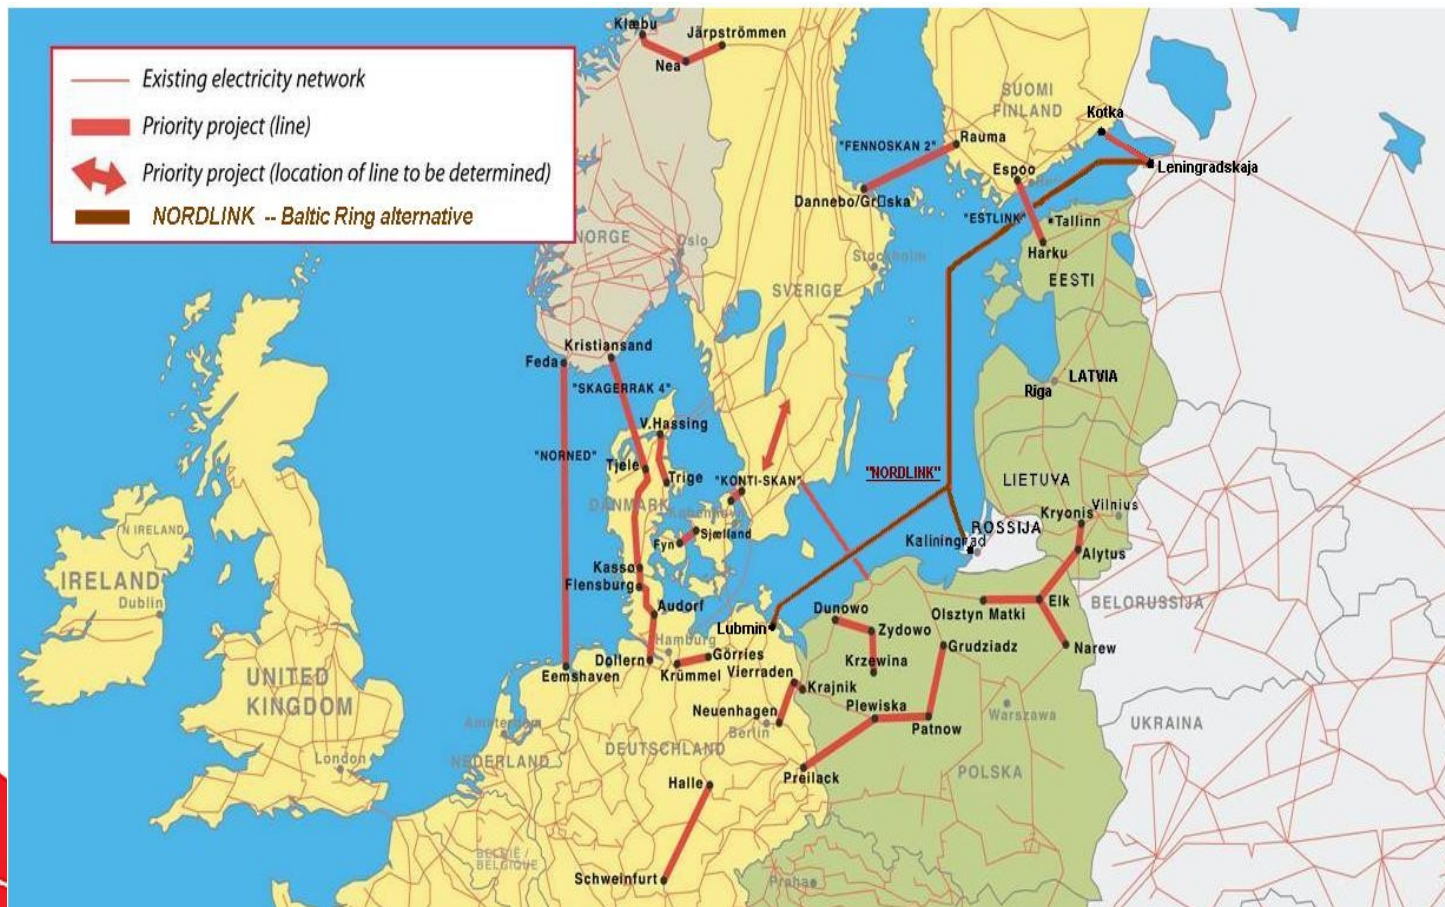 Existing electricity network
Priority project (line)
Priority project (location of line to be determined)
NORDLINK -- Baltic Ring alternative
Klæbu
Järpströmmen
Nea
SUOMI
FINLAND
Kotka
"FENNOSKAN 2"
Rauma
Leningradskaja
Espoo
Dannebo/Gr□ska
"ESTLINK"
Tallinn
Harku
NORGE
Oslo
Stockholm
EESTI
SVERIGE
Kristiansand
Feda
"SKAGERRAK 4"
LATVIA
Riga
V.Hassing
"NORNED"
Tjele
Trige
"KONTI-SKAN"
"NORDLINK"
LIETUVA
DANMARK
København
Kryonis
Vilnius
ROSSIJA
Sjælland
Fyn
Kaliningrad
N IRELAND
Alytus
IRELAND
Kassø
Flensburg
Dublin
Audorf
Dunowo
Olsztyn Matki
Elk
BELORUSSIJA
Lubmin
Zydowo
Hamburg
Grudziadz
Narew
Dollern
Görries
Krzewina
Eemshaven
Krümmel
Vierraden
Krajnik
UNITED
KINGDOM
Neuenhagen
Plewiska
Warszawa
Amsterdam
Berlin
Patnow
UKRAINA
DEUTSCHLAND
NEDERLAND
London
Preilack
POLSKA
Halle
BELGIË /
BELGIQUE
Schweinfurt
Praha